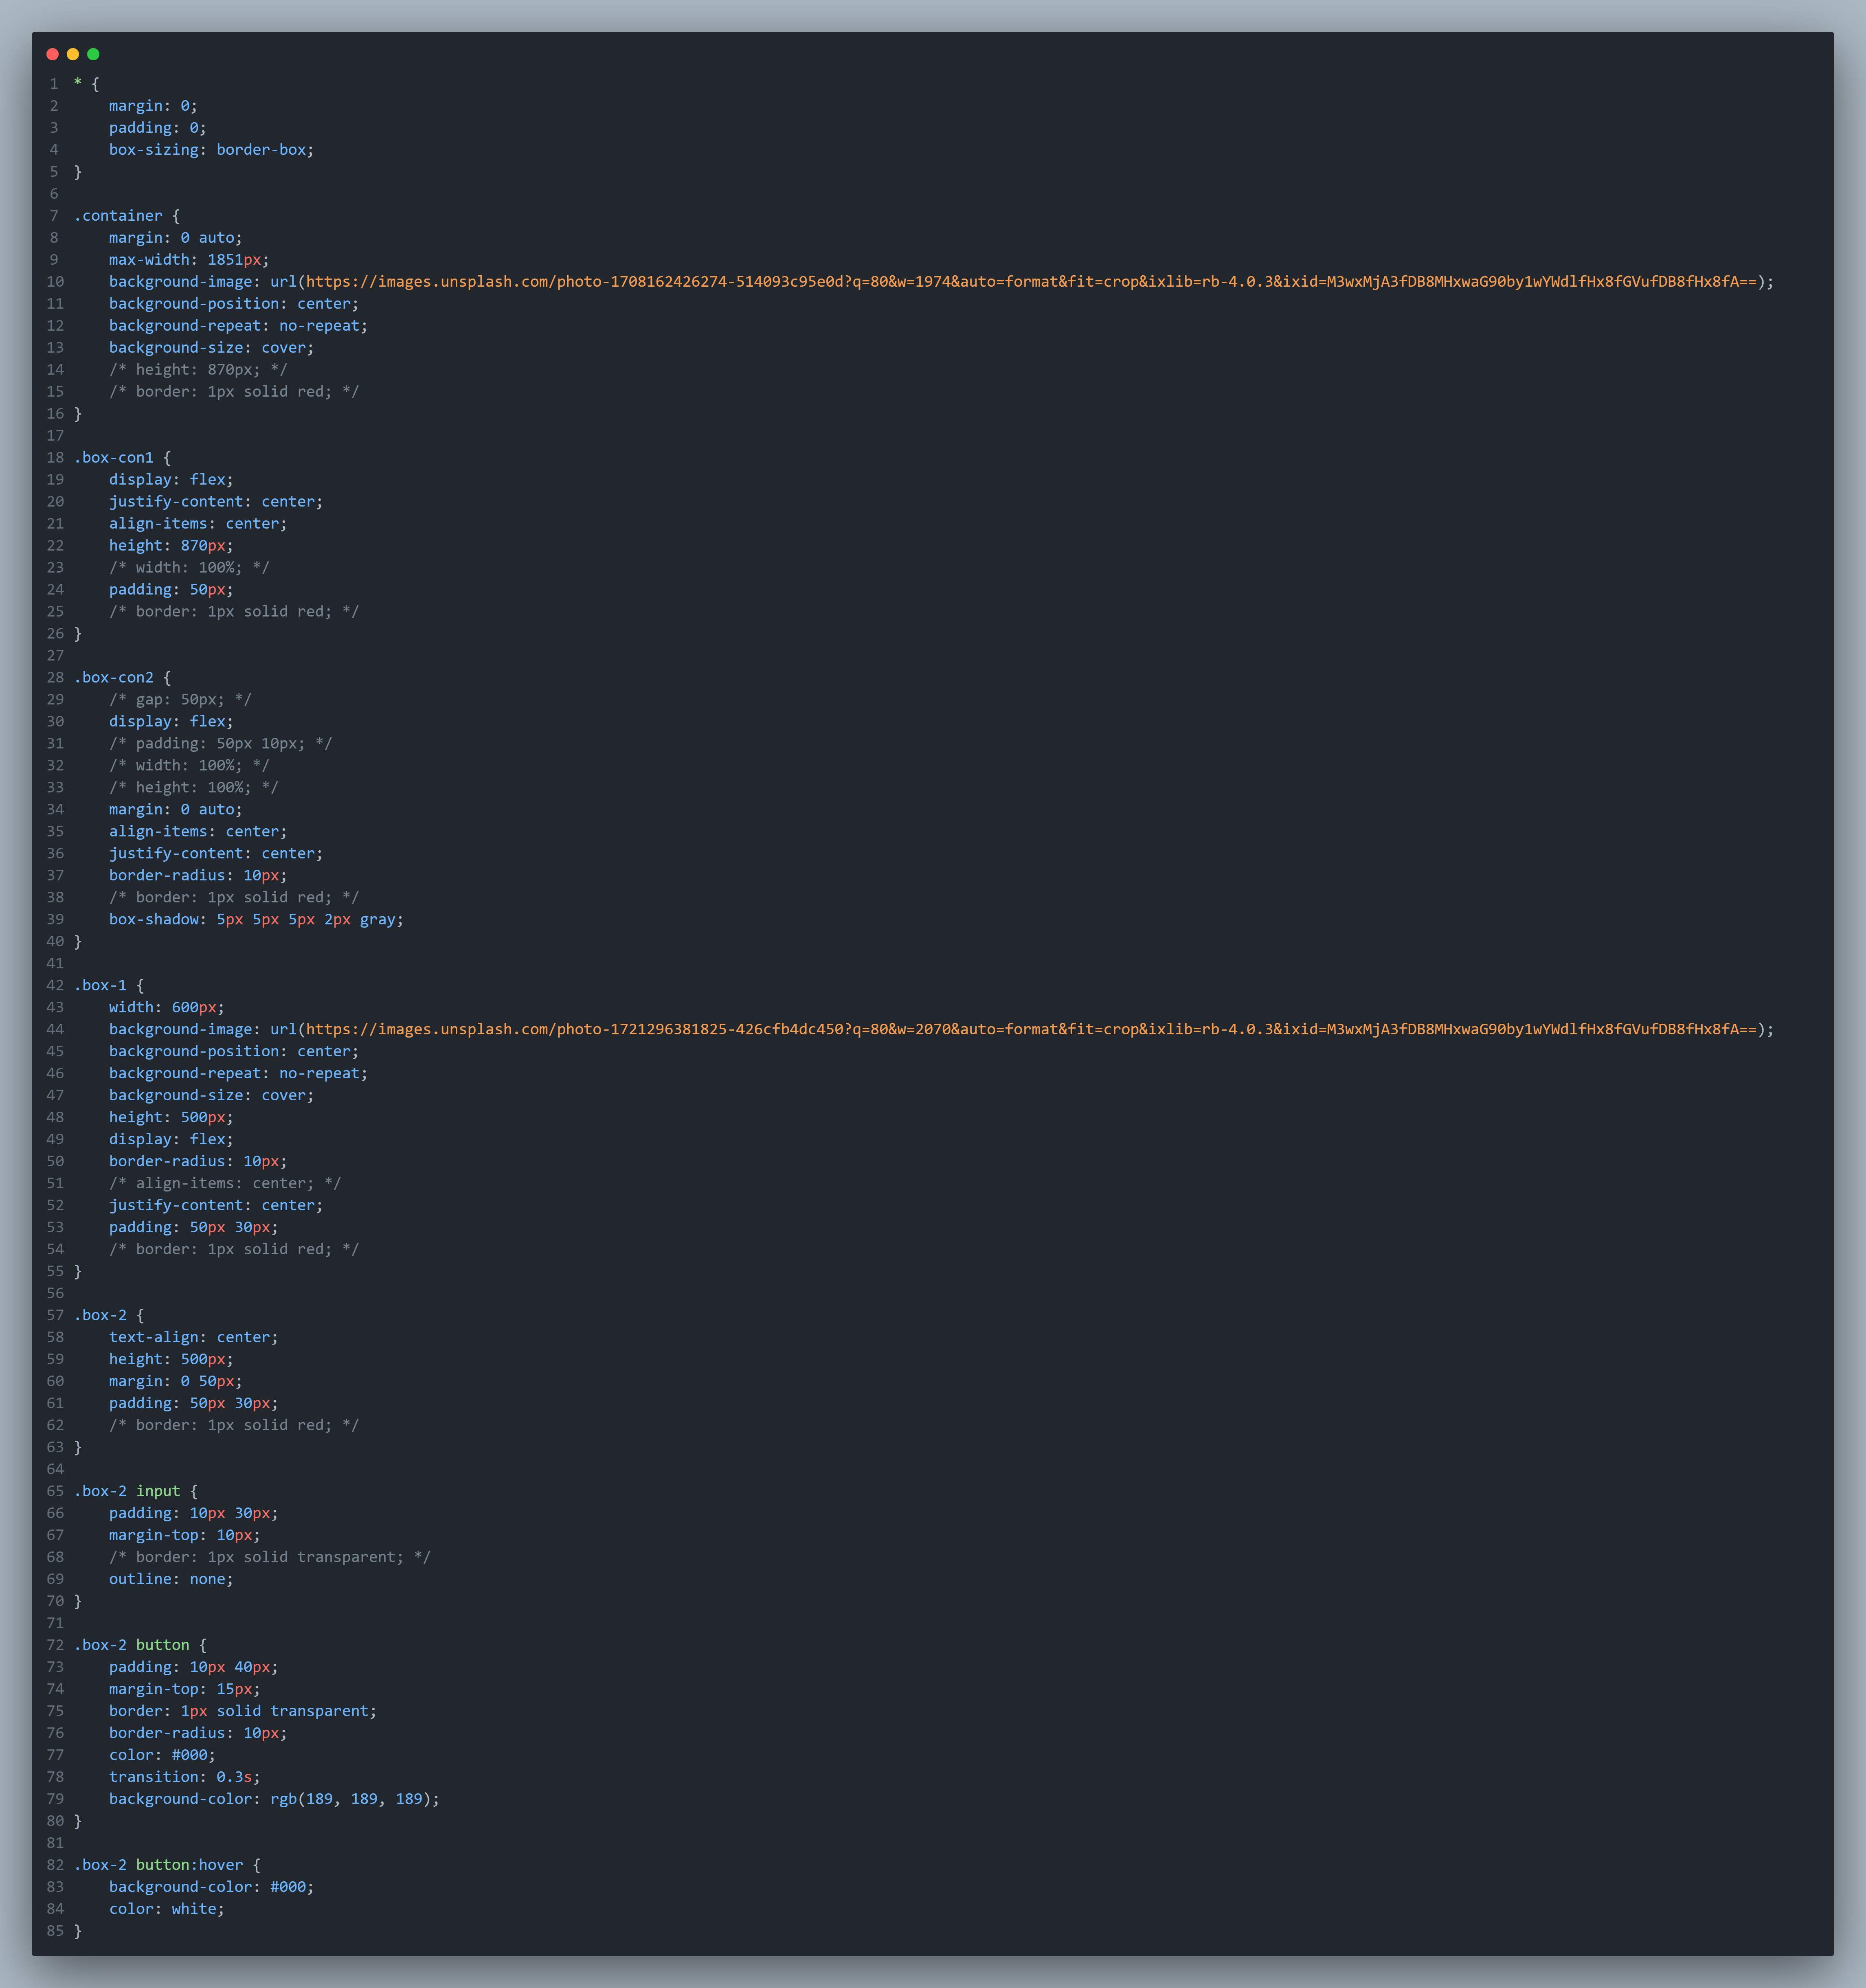 1 * {
2     margin: 0;
3     padding: 0;
4     box-sizing: border-box;
5 }
6
7 .container {
8     margin: 0 auto;
9     max-width: 1851px;
10     background-image: url(https://images.unsplash.com/photo-1708162426274-514093c95e0d?q=80&w=1974&auto=format&fit=crop&ixlib=rb-4.0.3&ixid=M3wxMjA3fDB8MHxwaG90by1wYWdlfHx8fGVufDB8fHx8fA==);
11     background-position: center;
12     background-repeat: no-repeat;
13     background-size: cover;
14     /* height: 870px; */
15     /* border: 1px solid red; */
16 }
17
18 .box-con1 {
19     display: flex;
20     justify-content: center;
21     align-items: center;
22     height: 870px;
23     /* width: 100%; */
24     padding: 50px;
25     /* border: 1px solid red; */
26 }
27
28 .box-con2 {
29     /* gap: 50px; */
30     display: flex;
31     /* padding: 50px 10px; */
32     /* width: 100%; */
33     /* height: 100%; */
34     margin: 0 auto;
35     align-items: center;
36     justify-content: center;
37     border-radius: 10px;
38     /* border: 1px solid red; */
39     box-shadow: 5px 5px 5px 2px gray;
40 }
41
42 .box-1 {
43     width: 600px;
44     background-image: url(https://images.unsplash.com/photo-1721296381825-426cfb4dc450?q=80&w=2070&auto=format&fit=crop&ixlib=rb-4.0.3&ixid=M3wxMjA3fDB8MHxwaG90by1wYWdlfHx8fGVufDB8fHx8fA==);
45     background-position: center;
46     background-repeat: no-repeat;
47     background-size: cover;
48     height: 500px;
49     display: flex;
50     border-radius: 10px;
51     /* align-items: center; */
52     justify-content: center;
53     padding: 50px 30px;
54     /* border: 1px solid red; */
55 }
56
57 .box-2 {
58     text-align: center;
59     height: 500px;
60     margin: 0 50px;
61     padding: 50px 30px;
62     /* border: 1px solid red; */
63 }
64
65 .box-2 input {
66     padding: 10px 30px;
67     margin-top: 10px;
68     /* border: 1px solid transparent; */
69     outline: none;
70 }
71
72 .box-2 button {
73     padding: 10px 40px;
74     margin-top: 15px;
75     border: 1px solid transparent;
76     border-radius: 10px;
77     color: #000;
78     transition: 0.3s;
79     background-color: rgb(189, 189, 189);
80 }
81
82 .box-2 button:hover {
83     background-color: #000;
84     color: white;
85 }